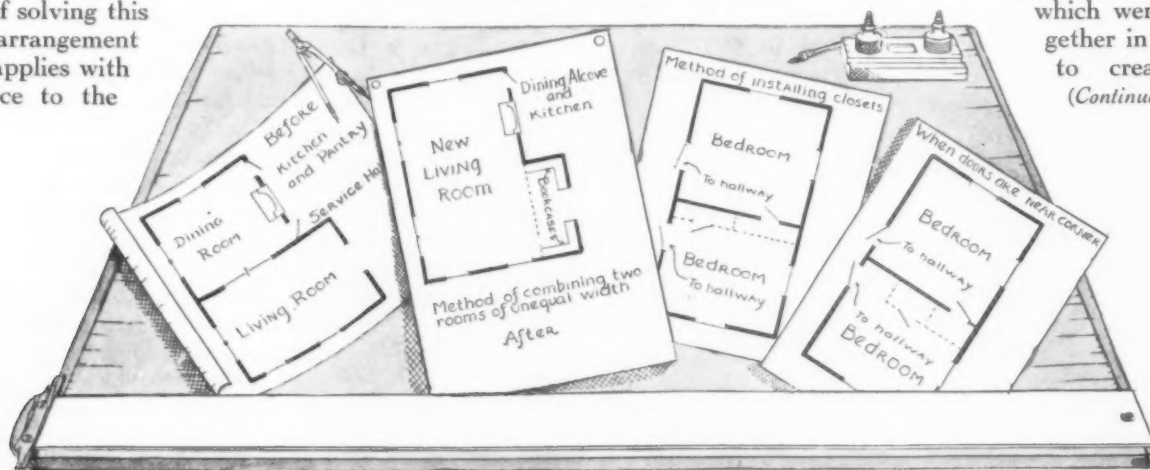 f solving this
arrangement
applies with
ce to the
Before
Kitchen
and Pantry
Service Hal
Dining
Room
Living Room
Dining Alcove
and
Kitchen
New
Living
Room
Bookcases
Method of combining two
rooms of unequal width
After
Method of installing closets
Bedroom
To hallway
Bedroom
To hallway
When doors are near corner
Bedroom
To hallway
To hallway
Bedroom
which wer
gether in
to crea
(Continu